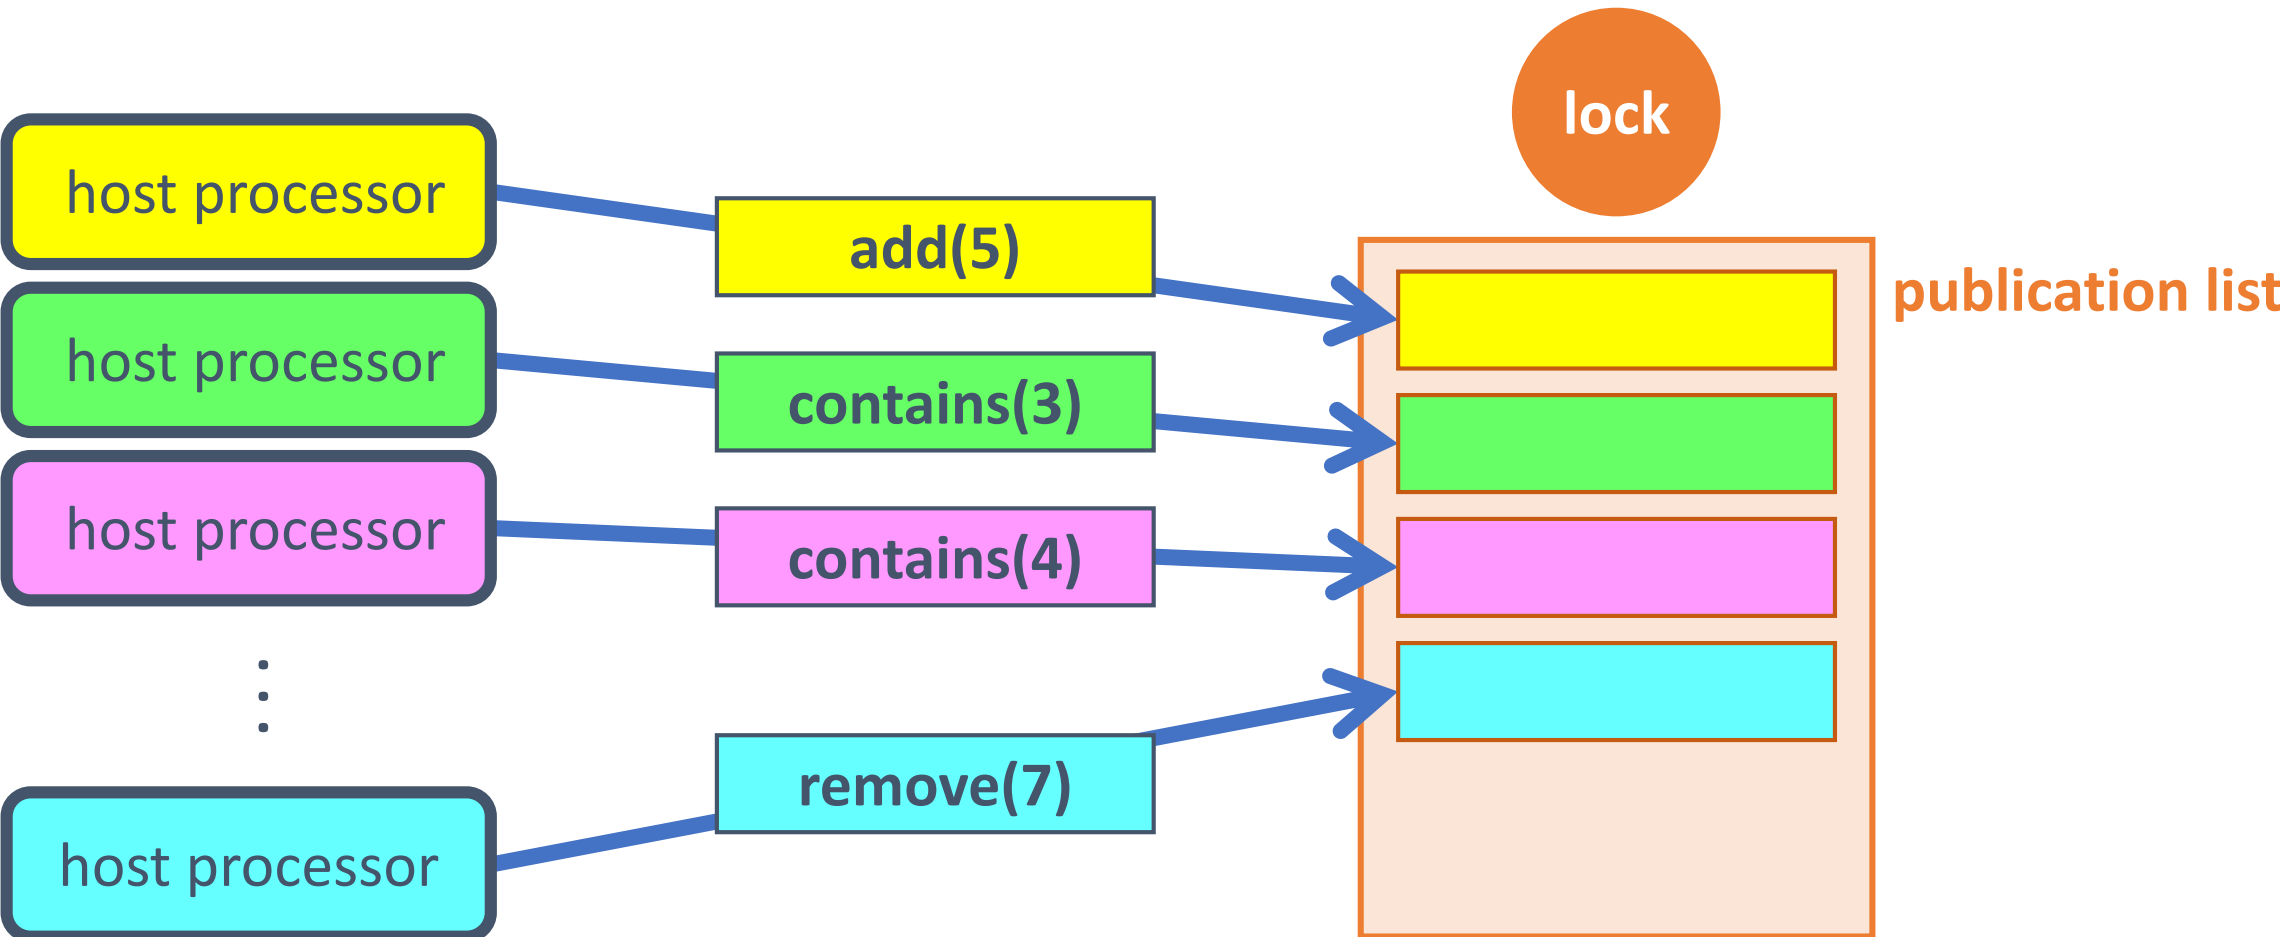 lock
host processor
add(5)
publication list
host processor
contains(3)
host processor
contains(4)
remove(7)
host processor